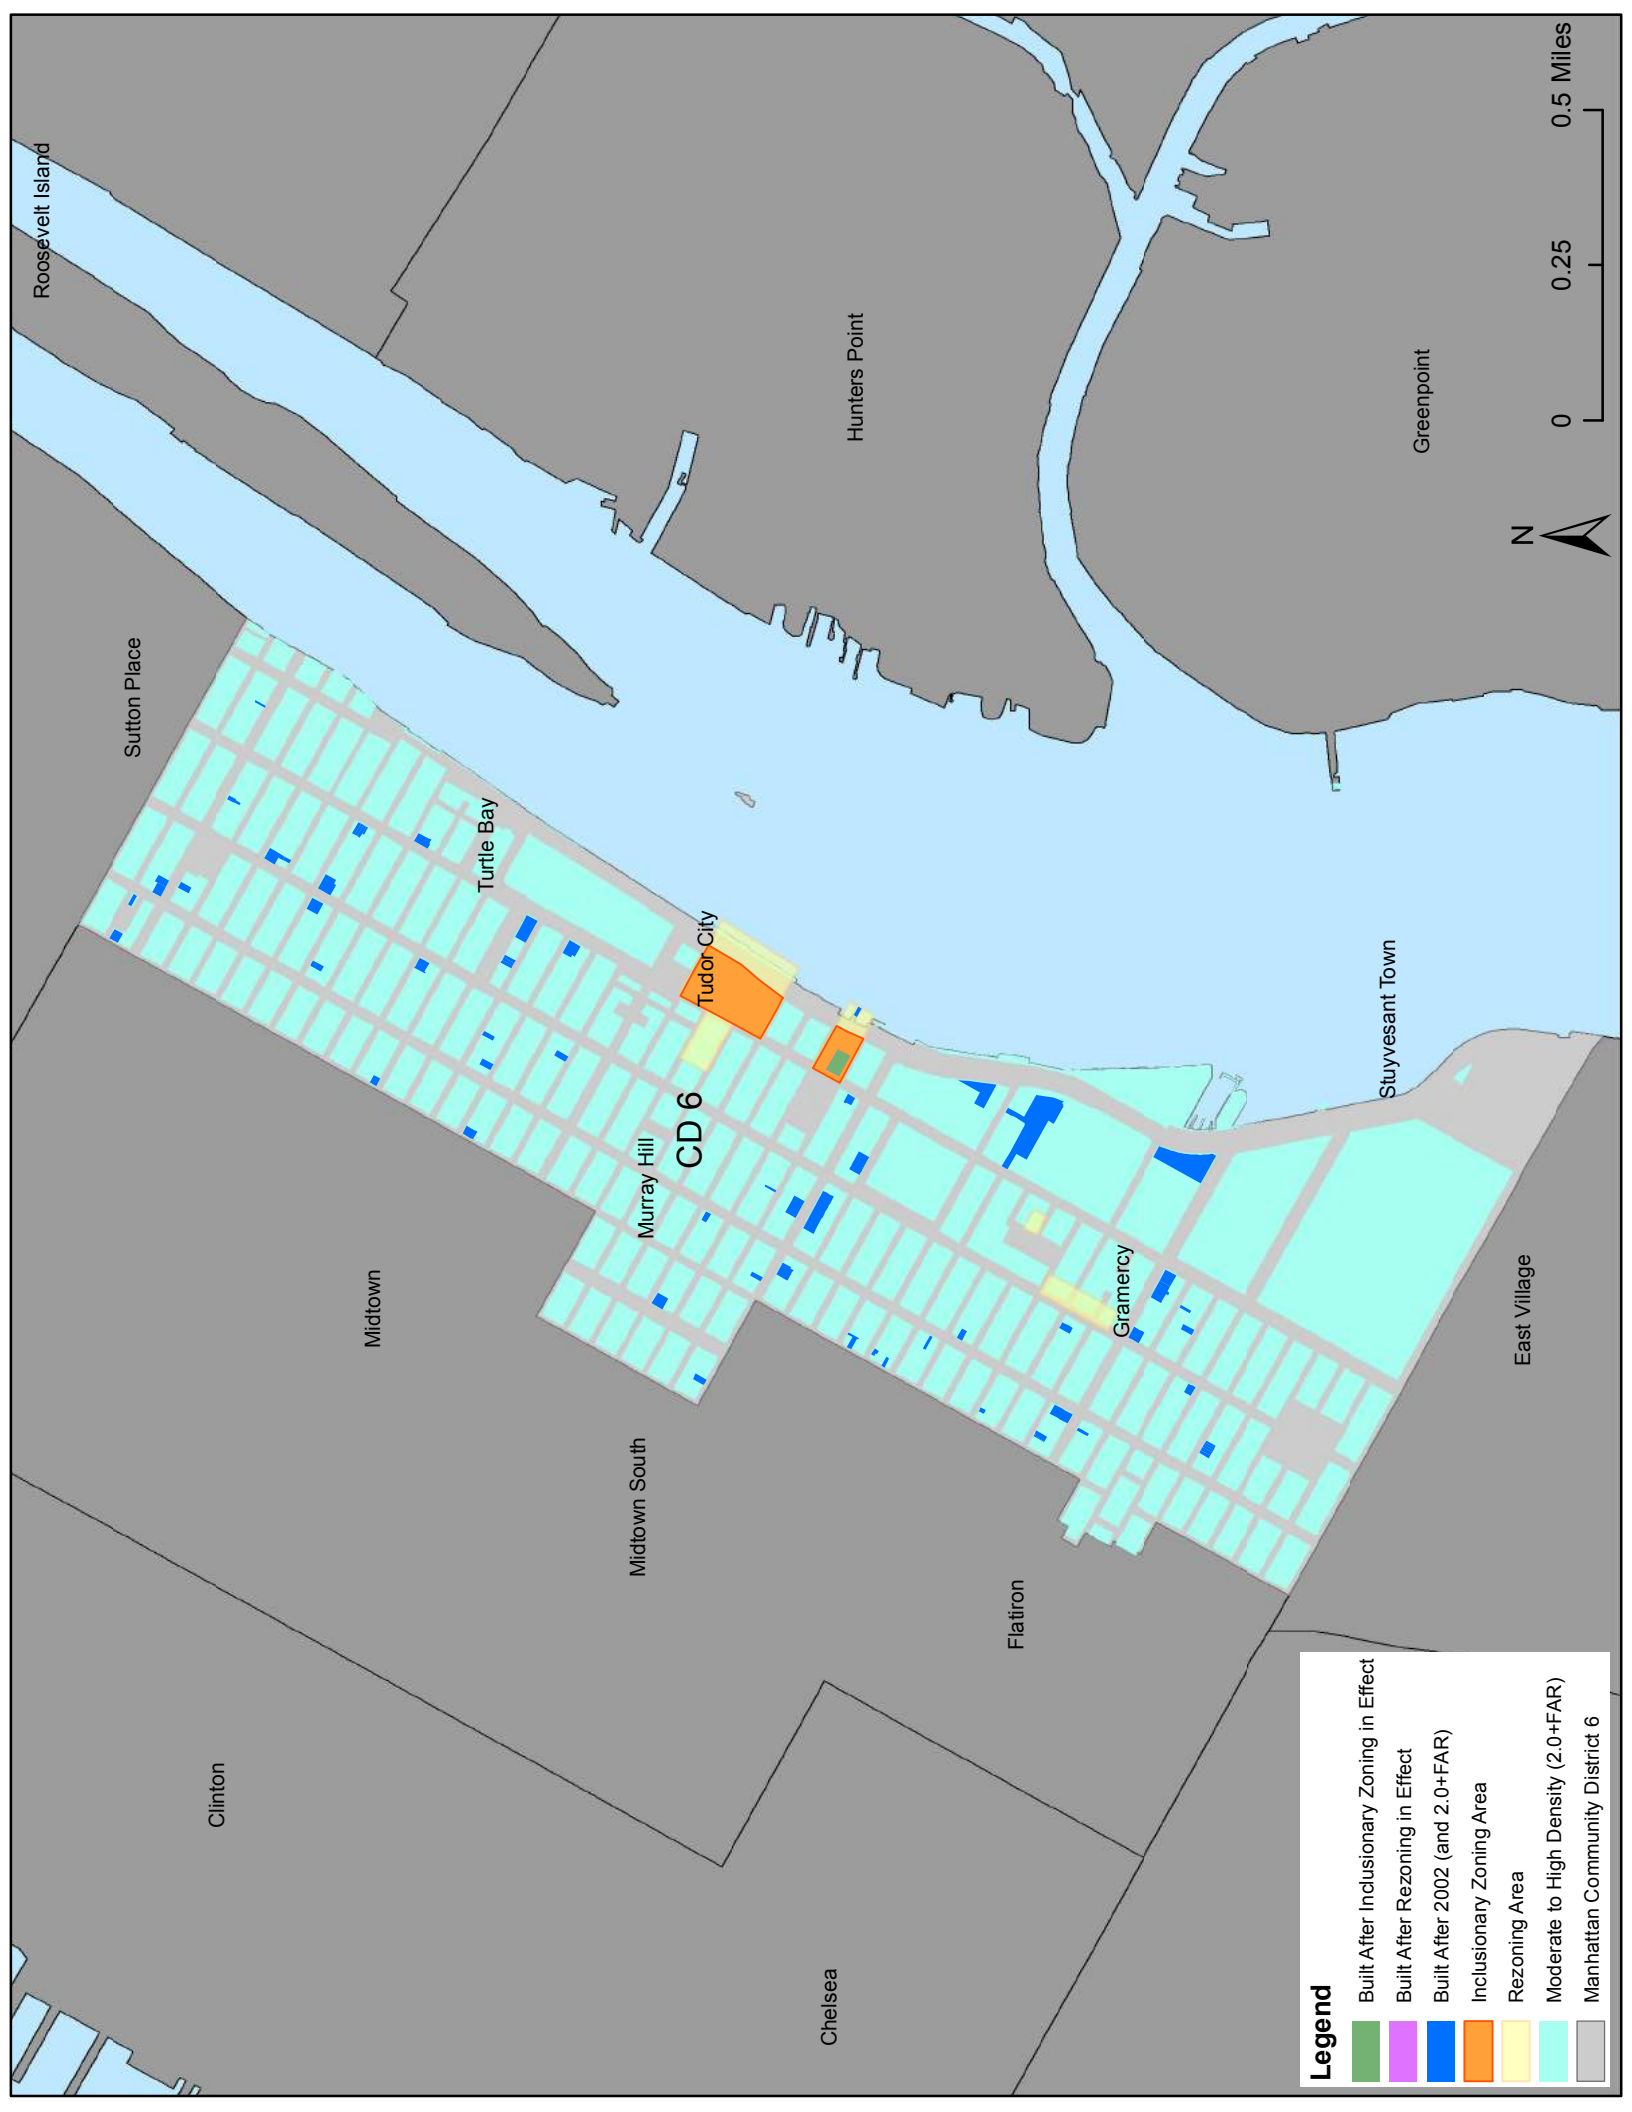 Roosevelt Island
Sutton Place
Hunters Point
Turtle Bay
Tudor City
CD 6
Murray Hill
Midtown
Greenpoint
Stuyvesant Town
Gramercy
Midtown South
East Village
Flatiron
Clinton
Chelsea
N
0 0.25 0.5 Miles
Legend
Built After Inclusionary Zoning in Effect
Built After Rezoning in Effect
Built After 2002 (and 2.0+FAR)
Inclusionary Zoning Area
Rezoning Area
Moderate to High Density (2.0+FAR)
Manhattan Community District 6